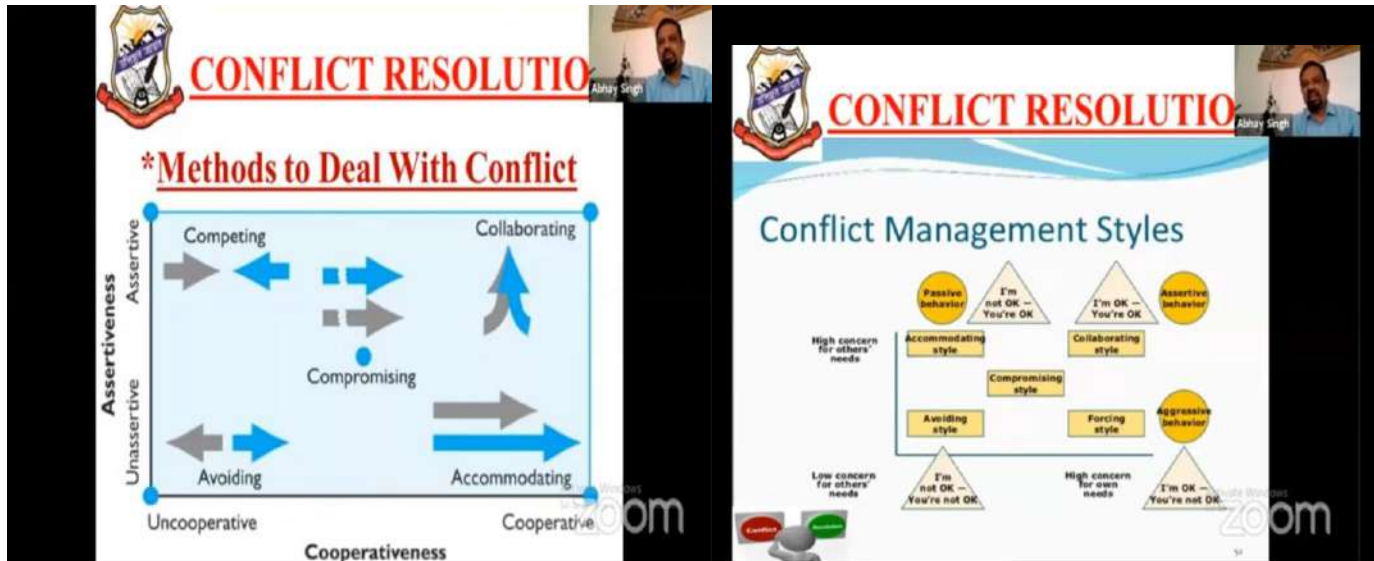 CONFLICT RESOLUTIO
Abhay Singh
*Methods to Deal With Conflict
Assertiveness
Assertive
Unassertive
Competing
Collaborating
Compromising
Avoiding
Accommodating
Uncooperative
Cooperative
Cooperativeness
zoom
CONFLICT RESOLUTIO
Abhay Singh
Conflict Management Styles
Passive
behavior
I'm
not OK —
You're OK
I'm OK —
You're OK
Assertive
behavior
High concern
for others'
needs
Accommodating
style
Collaborating
style
Compromising
style
Avoiding
style
Forcing
style
Aggressive
behavior
Low concern
for others'
needs
I'm
not OK —
You're not OK
High concern
for own
needs
I'm OK —
You're not OK
Conflict
zoom